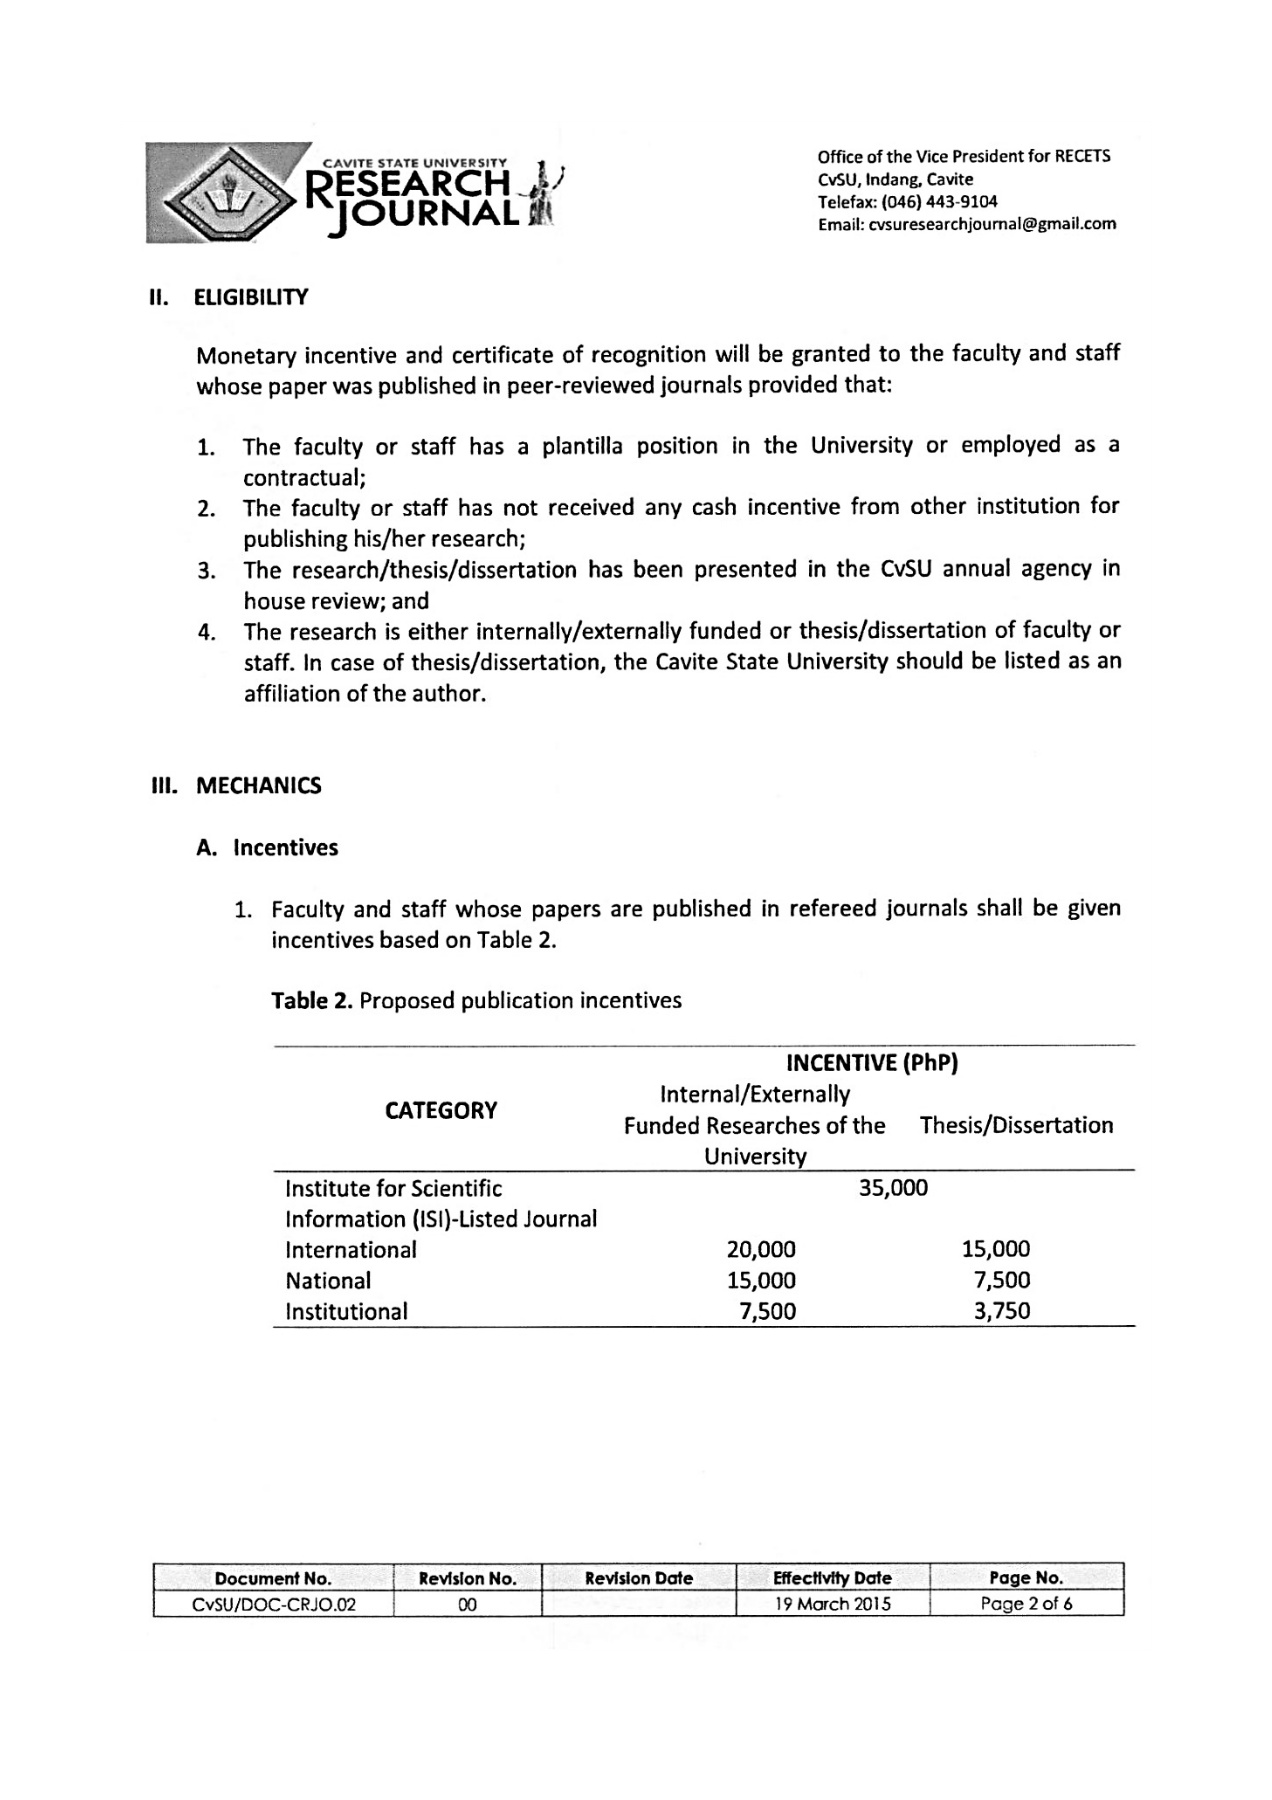 CAVITE STATE UNIVERSITY
RESEARCH
JOURNAL
Office of the Vice President for RECETS
CvSU, Indang, Cavite
Telefax: (046) 443-9104
Email: cvsuresearchjournal@gmail.com
II. ELIGIBILITY
Monetary incentive and certificate of recognition will be granted to the faculty and staff
whose paper was published in peer-reviewed journals provided that:
1. The faculty or staff has a plantilla position in the University or employed as a
contractual;
2. The faculty or staff has not received any cash incentive from other institution for
publishing his/her research;
3. The research/thesis/dissertation has been presented in the CvSU annual agency in
house review; and
4. The research is either internally/externally funded or thesis/dissertation of faculty or
staff. In case of thesis/dissertation, the Cavite State University should be listed as an
affiliation of the author.
III. MECHANICS
A. Incentives
1. Faculty and staff whose papers are published in refereed journals shall be given
incentives based on Table 2.
Table 2. Proposed publication incentives
INCENTIVE (PhP)
CATEGORY
Internal/Externally
Funded Researches of the
University
Thesis/Dissertation
Institute for Scientific 35,000
Information (ISI)-Listed Journal
International 20,000 15,000
National 15,000 7,500
Institutional 7,500 3,750
Document No. Revision No. Revision Date Effectivity Date Page No.
CvSU/DOC-CRJO.02 00 19 March 2015 Page 2 of 6